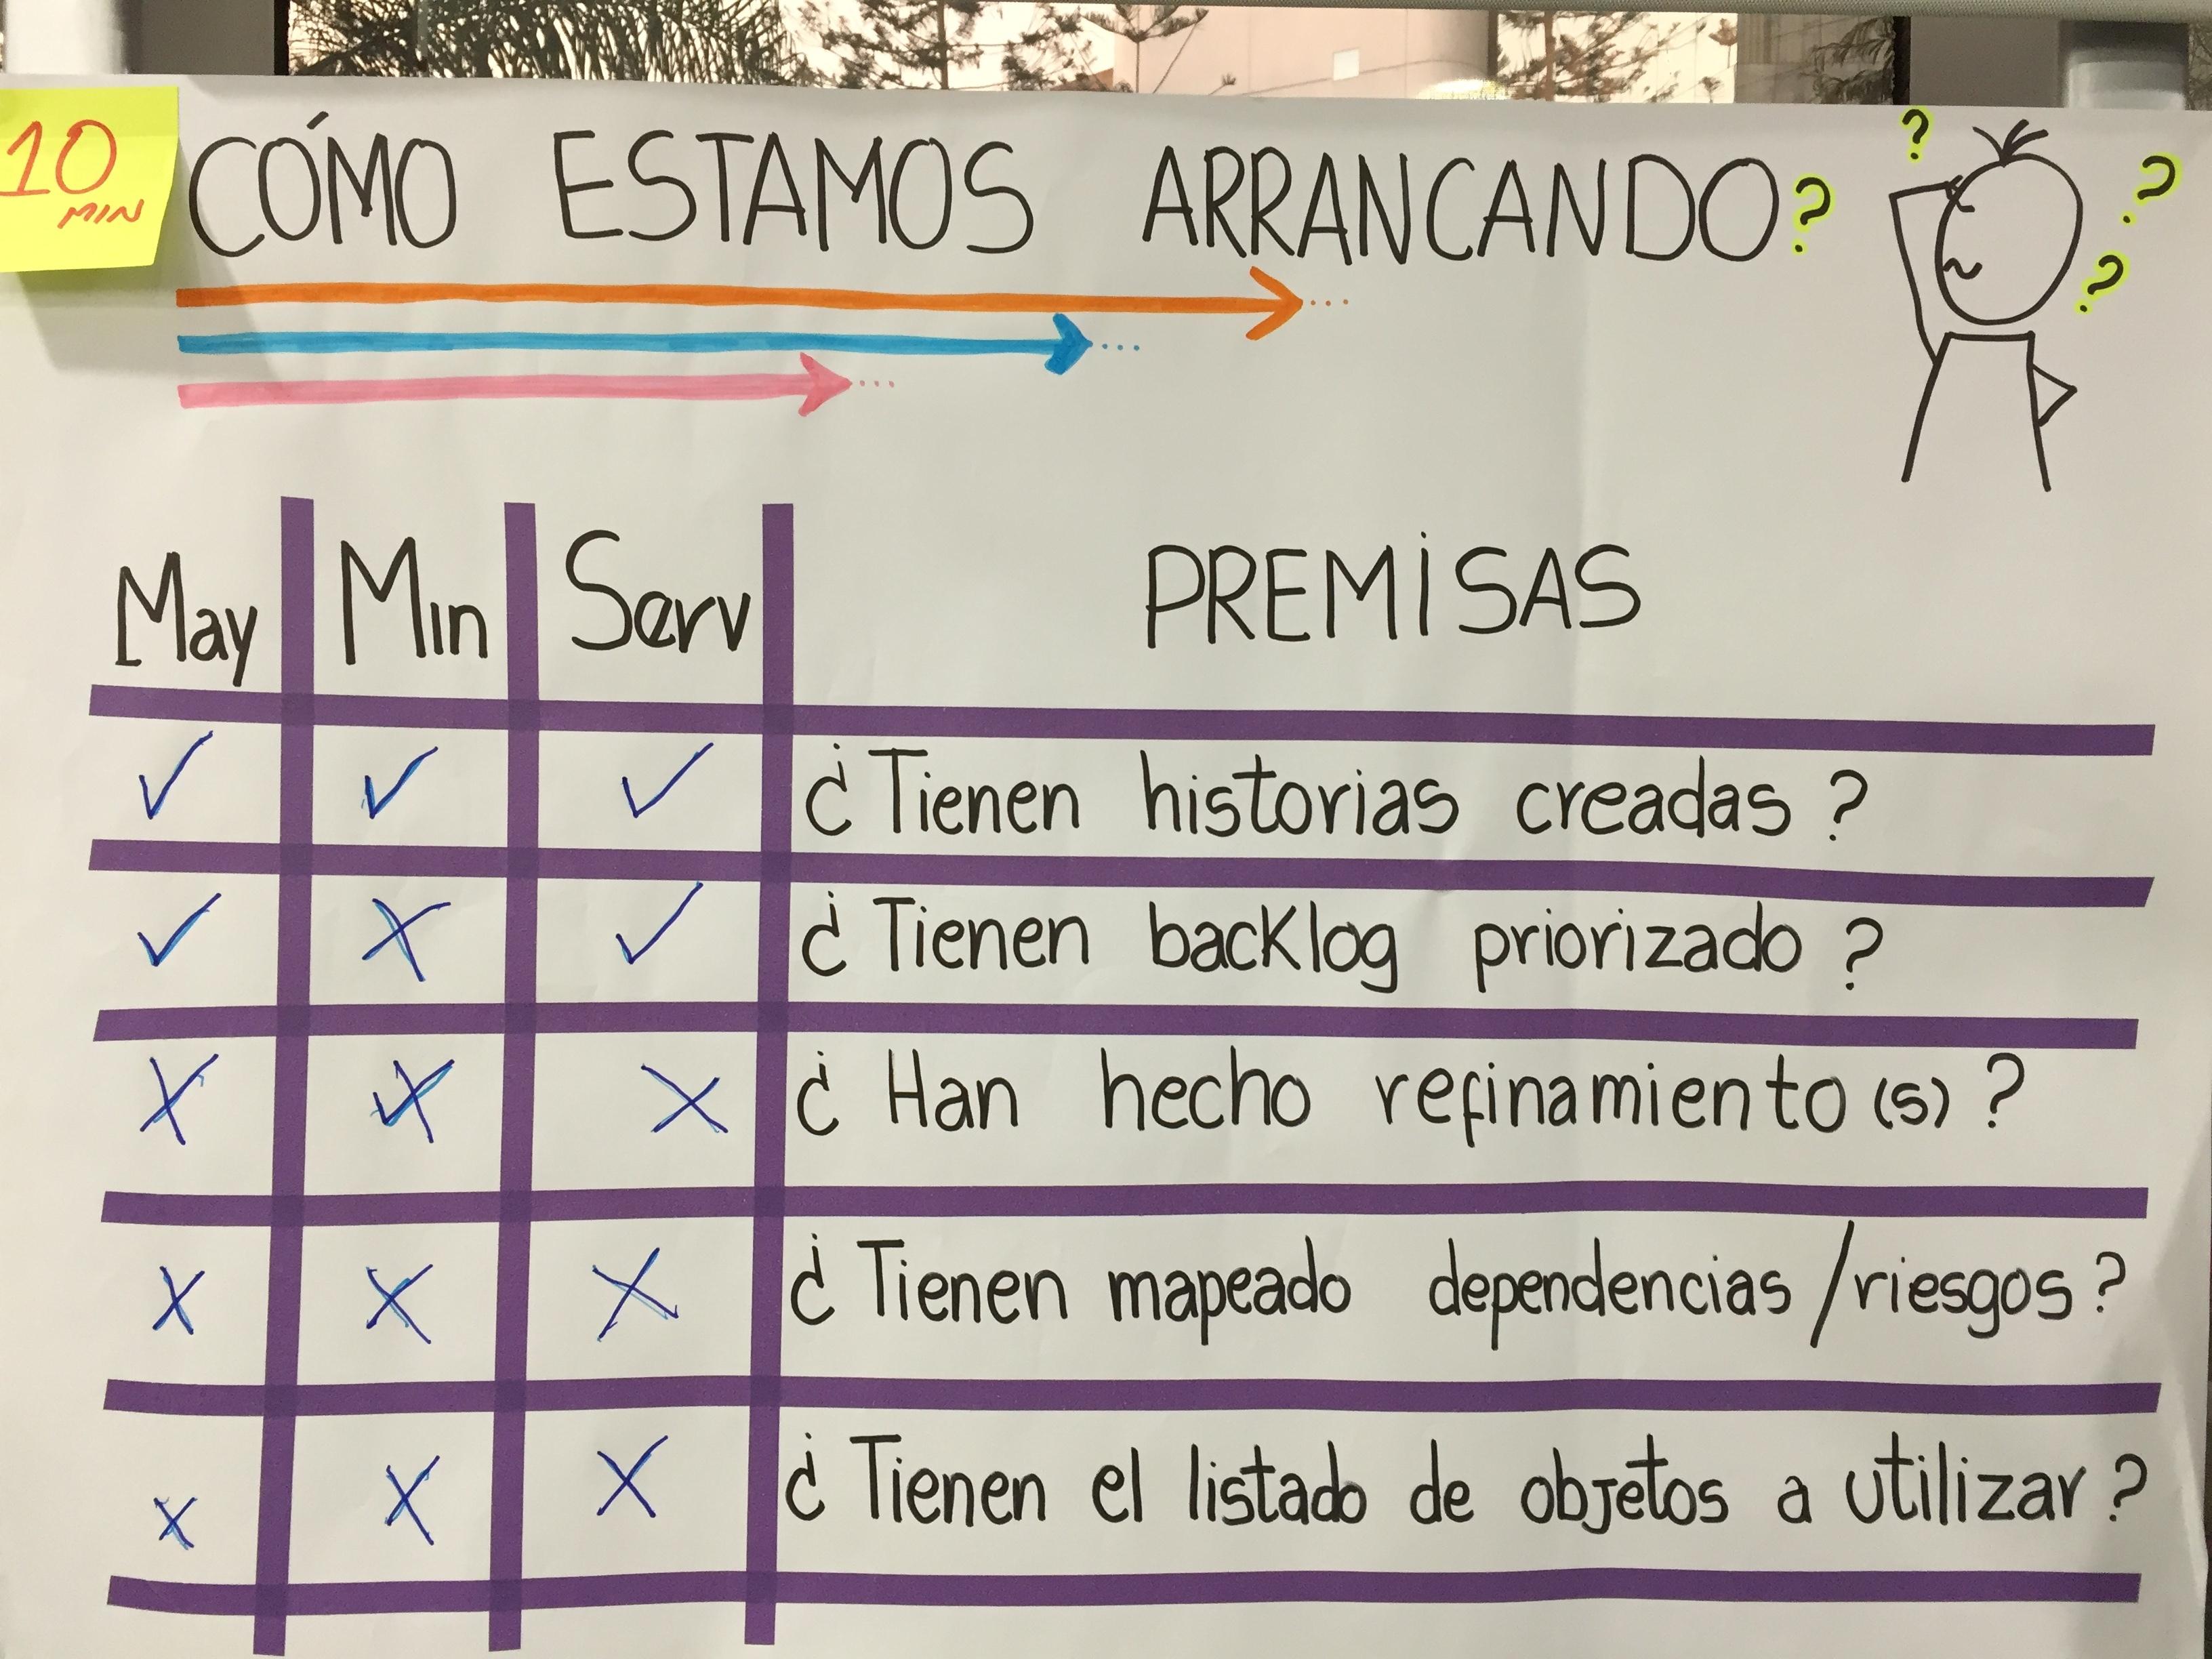 10
MIN
CÓMO ESTAMOS ARRANCANDO?
? ? ?
May Min Serv PREMISAS
✓ ✓ ✓ ¿Tienen historias creadas?
✓ X ✓ ¿Tienen backlog priorizado?
X X X ¿Han hecho refinamiento(s)?
X X X ¿Tienen mapeado dependencias/riesgos?
X X X ¿Tienen el listado de objetos a utilizar?